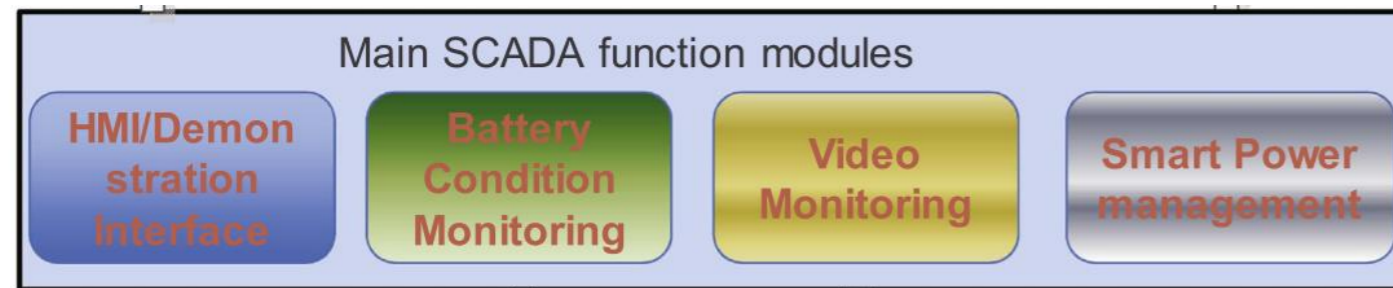 Main SCADA function modules
HMI/Demon
stration
Interface
Battery
Condition
Monitoring
Video
Monitoring
Smart Power
management